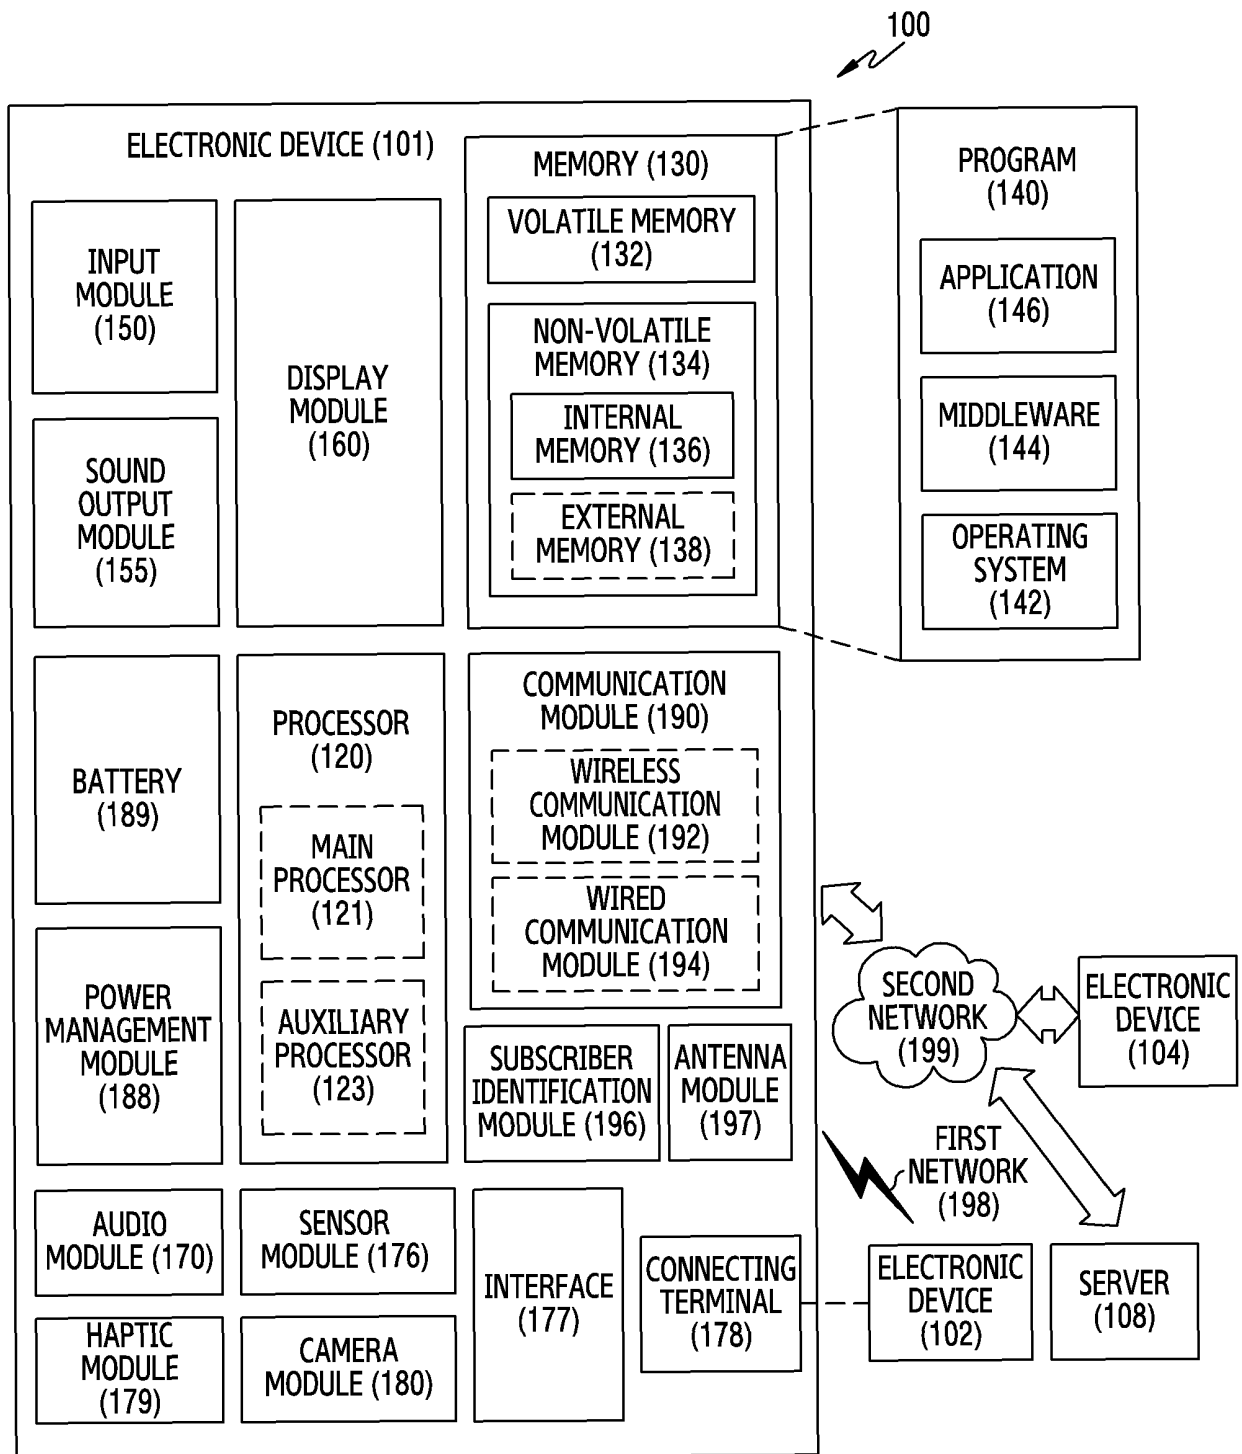 100
ELECTRONIC DEVICE (101)
INPUT
MODULE
(150)
SOUND
OUTPUT
MODULE
(155)
DISPLAY
MODULE
(160)
MEMORY (130)
VOLATILE MEMORY
(132)
NON-VOLATILE
MEMORY (134)
INTERNAL
MEMORY (136)
EXTERNAL
MEMORY (138)
PROGRAM
(140)
APPLICATION
(146)
MIDDLEWARE
(144)
OPERATING
SYSTEM
(142)
BATTERY
(189)
POWER
MANAGEMENT
MODULE
(188)
PROCESSOR
(120)
MAIN
PROCESSOR
(121)
AUXILIARY
PROCESSOR
(123)
COMMUNICATION
MODULE (190)
WIRELESS
COMMUNICATION
MODULE (192)
WIRED
COMMUNICATION
MODULE (194)
SUBSCRIBER
IDENTIFICATION
MODULE (196)
ANTENNA
MODULE
(197)
SECOND
NETWORK
(199)
ELECTRONIC
DEVICE
(104)
FIRST
NETWORK
(198)
AUDIO
MODULE (170)
SENSOR
MODULE (176)
HAPTIC
MODULE
(179)
CAMERA
MODULE (180)
INTERFACE
(177)
CONNECTING
TERMINAL
(178)
ELECTRONIC
DEVICE
(102)
SERVER
(108)